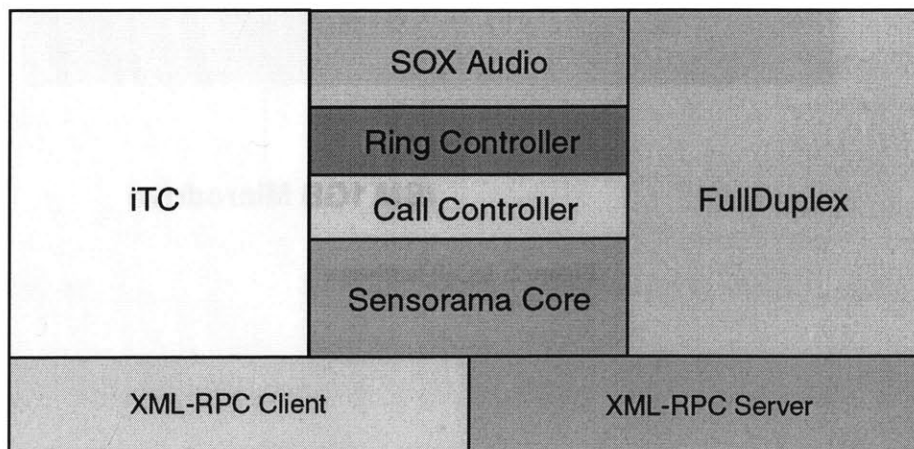 SOX Audio
Ring Controller
iTC
Call Controller
FullDuplex
Sensorama Core
XML-RPC Client
XML-RPC Server